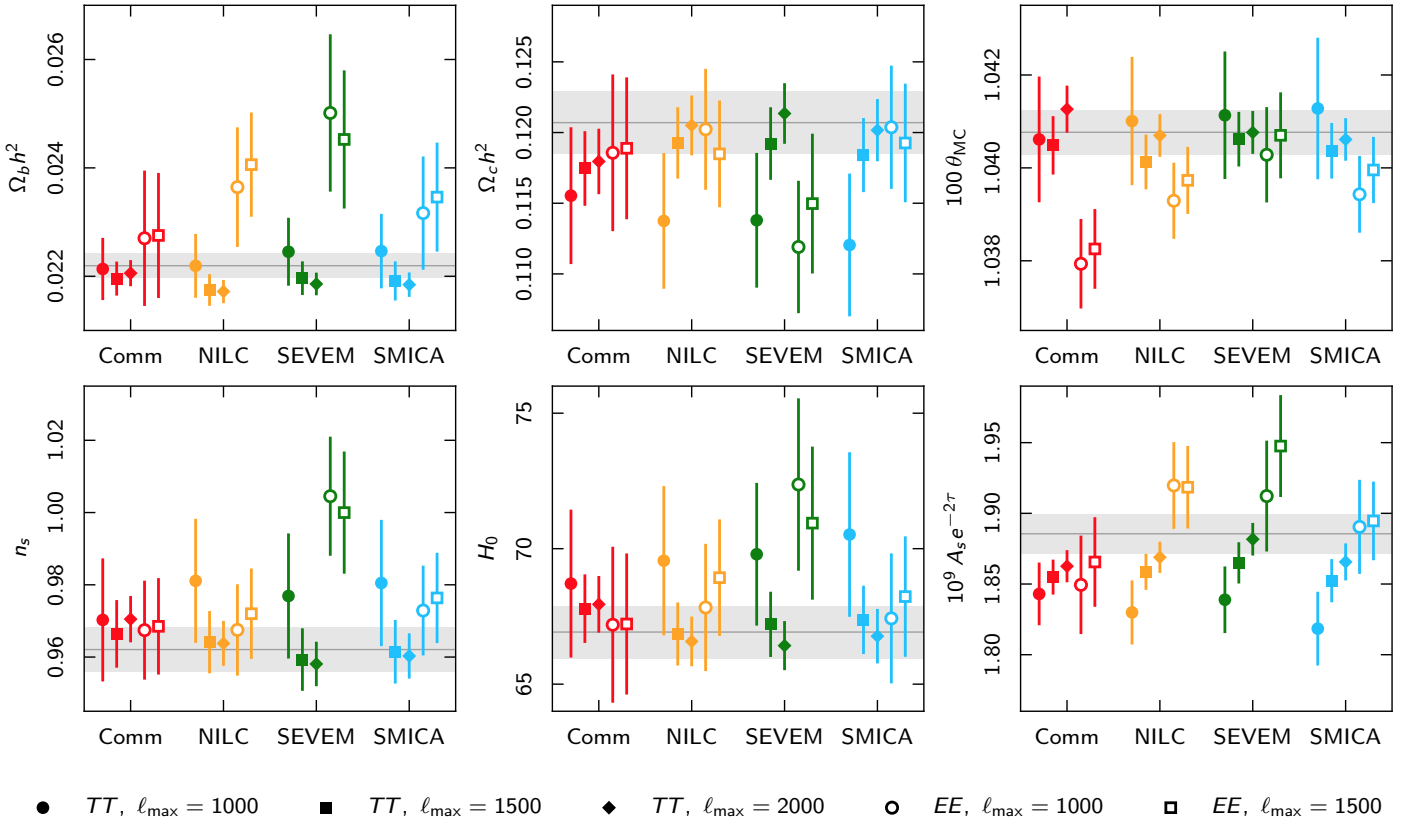 0.022 0.024 0.026
Ω_b h²
Comm NILC SEVEM SMICA
0.110 0.115 0.120 0.125
Ω_c h²
Comm NILC SEVEM SMICA
1.038 1.040 1.042
100 θ_MC
Comm NILC SEVEM SMICA
0.96 0.98 1.00 1.02
n_s
Comm NILC SEVEM SMICA
65 70 75
H_0
Comm NILC SEVEM SMICA
1.80 1.85 1.90 1.95
10⁹ A_s e^{−2τ}
Comm NILC SEVEM SMICA
TT, ℓ_max = 1000 TT, ℓ_max = 1500 TT, ℓ_max = 2000 EE, ℓ_max = 1000 EE, ℓ_max = 1500